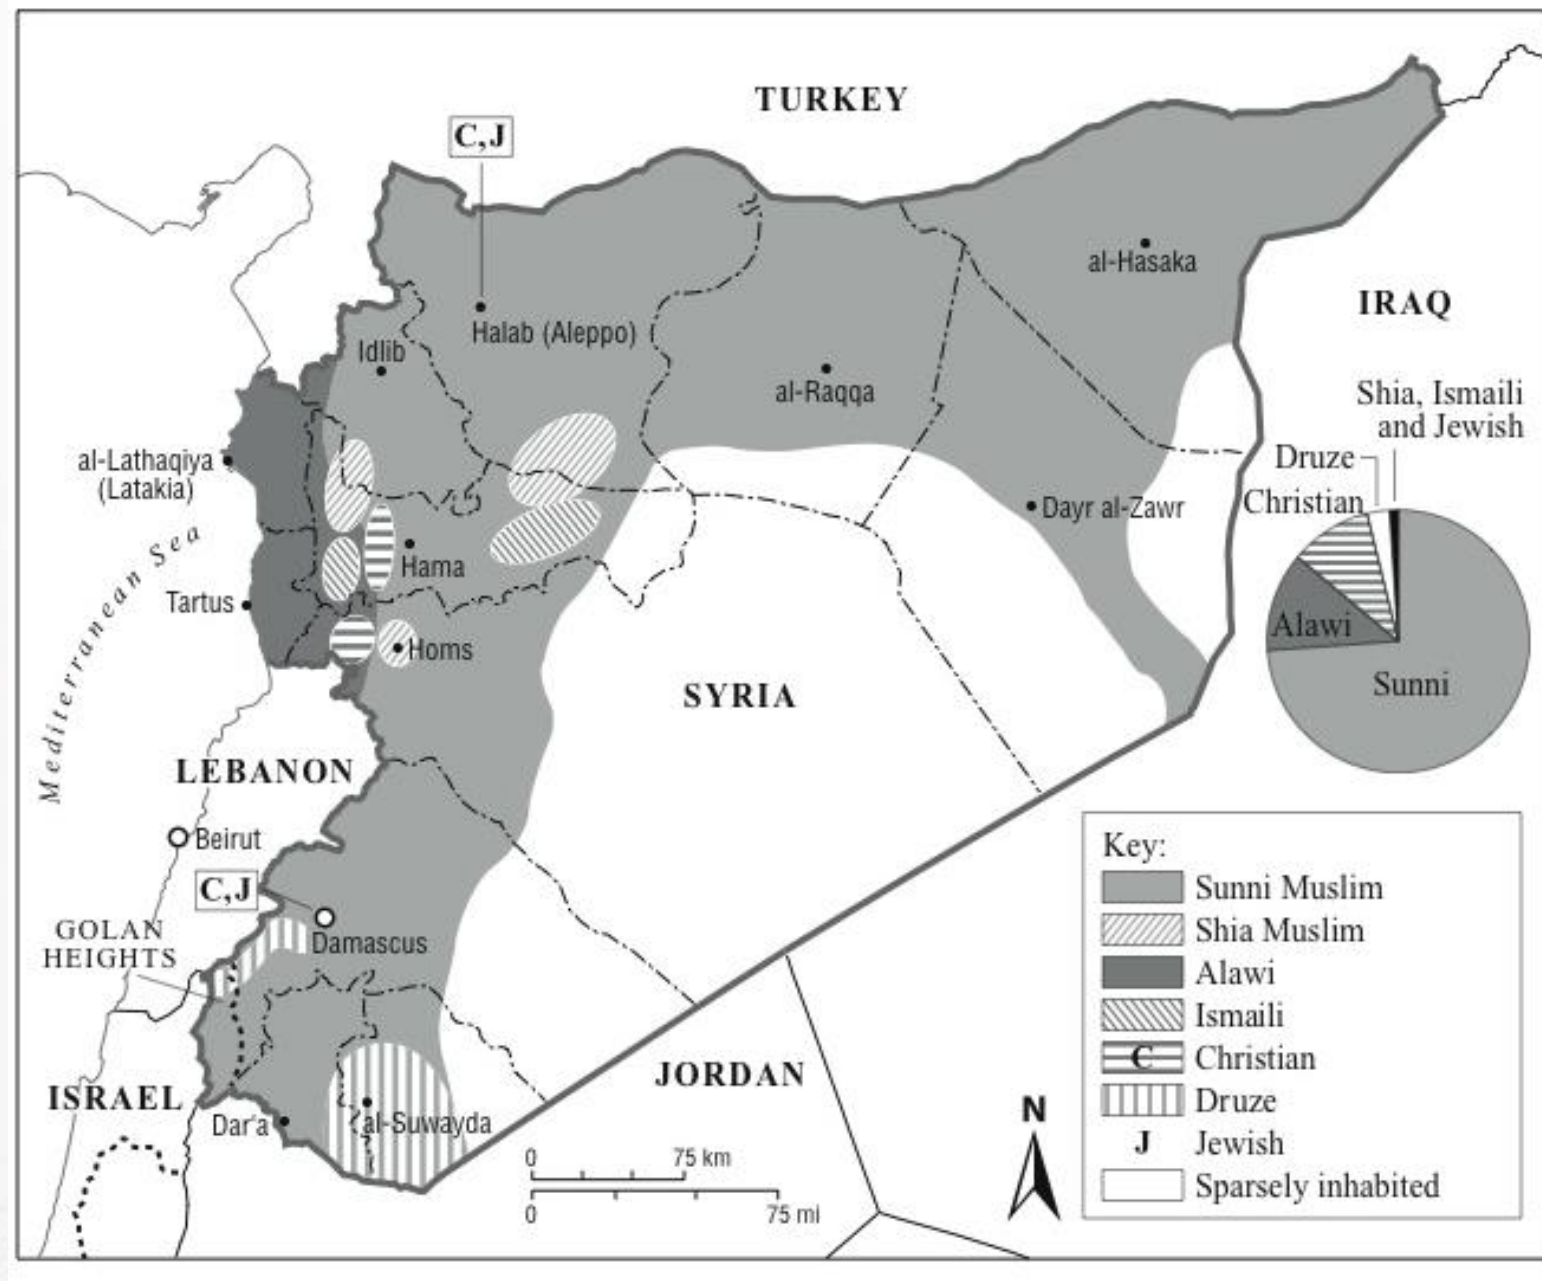 TURKEY
C,J
al-Hasaka
IRAQ
Halab (Aleppo)
Idlib
al-Raqqa
Shia, Ismaili
and Jewish
Druze
Christian
al-Lathaqiya
(Latakia)
Dayr al-Zawr
Mediterranean Sea
Hama
Tartus
Alawi
Homs
Sunni
SYRIA
LEBANON
Beirut
C,J
GOLAN
HEIGHTS
Damascus
ISRAEL
JORDAN
Dar‘a
al-Suwayda
0
75 km
0
75 mi
N
Key:
Sunni Muslim
Shia Muslim
Alawi
Ismaili
C Christian
Druze
J Jewish
Sparsely inhabited